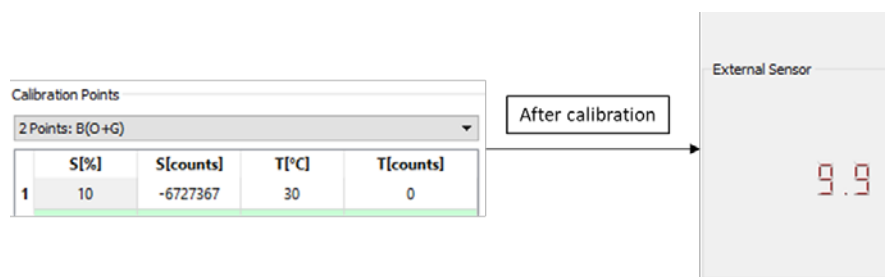 Calibration Points
2 Points: B(O+G)
S[%] S[counts] T[°C] T[counts]
1 10 -6727367 30 0
After calibration
External Sensor
9.9